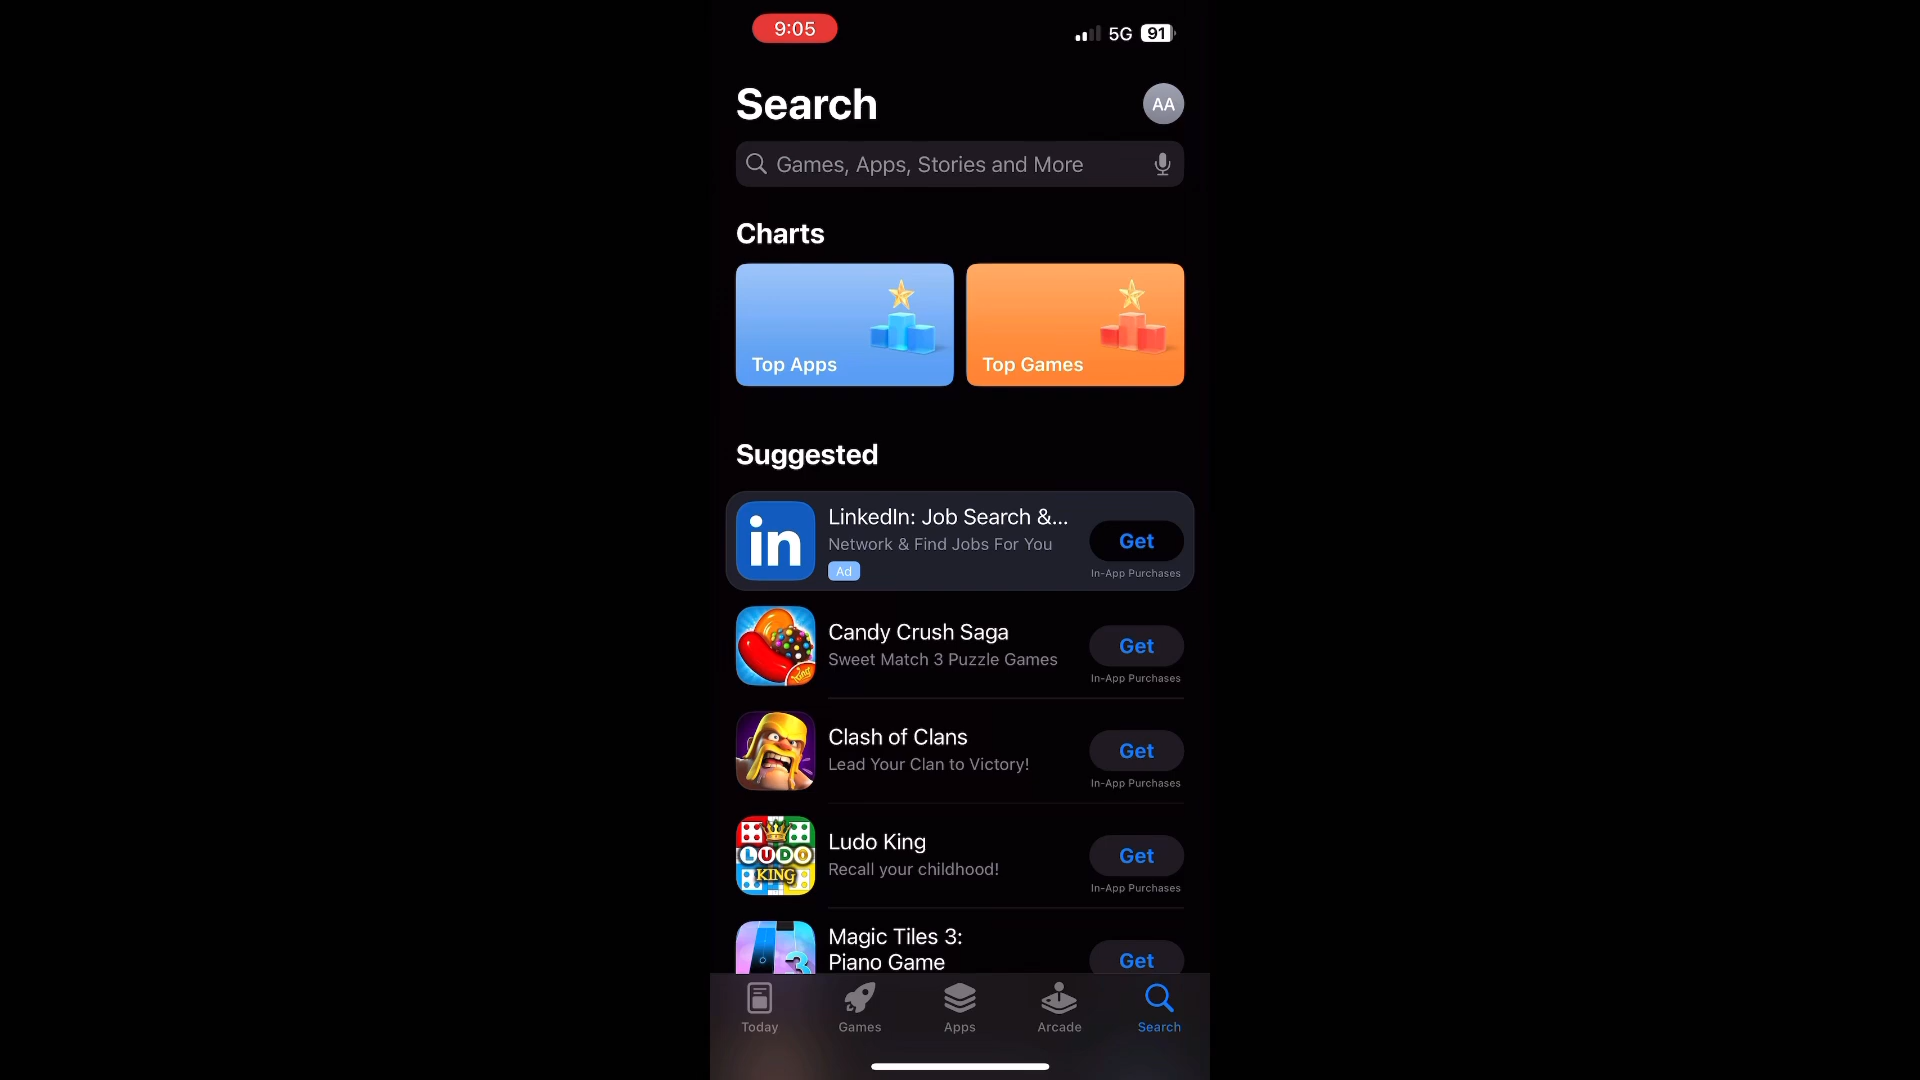 9:05
5G 91
Search
AA
Games, Apps, Stories and More
Charts
Top Apps
Top Games
Suggested
in
LinkedIn: Job Search &...
Network & Find Jobs For You
Ad
Get
In-App Purchases
King
Candy Crush Saga
Sweet Match 3 Puzzle Games
Get
In-App Purchases
Clash of Clans
Lead Your Clan to Victory!
Get
In-App Purchases
LUDO
KING
Ludo King
Recall your childhood!
Get
In-App Purchases
3
Magic Tiles 3:
Piano Game
Get
Today
Games
Apps
Arcade
Search